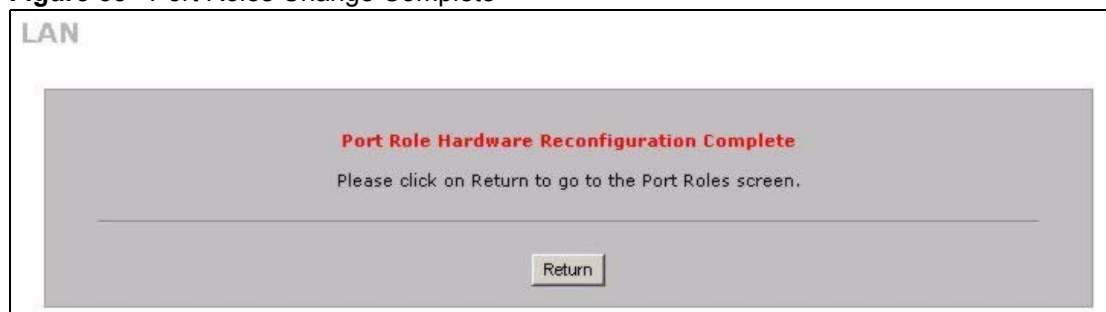 LAN
Port Role Hardware Reconfiguration Complete
Please click on Return to go to the Port Roles screen.
Return